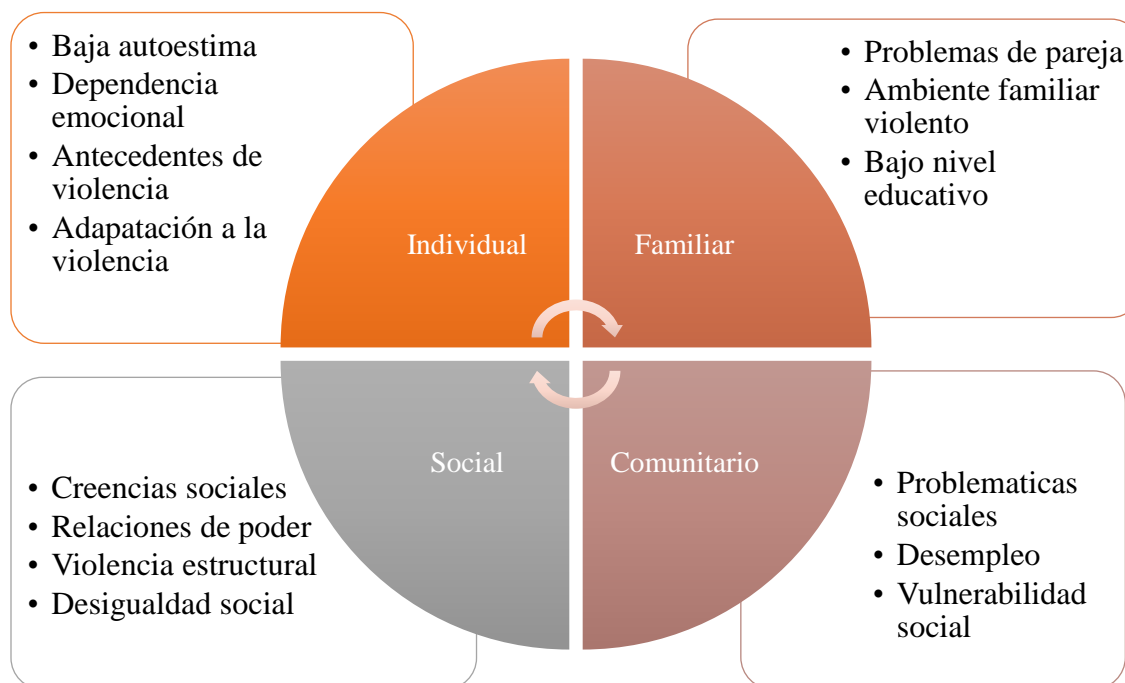 • Baja autoestima
• Dependencia
emocional
• Antecedentes de
violencia
• Adapatación a la
violencia
Individual
• Problemas de pareja
• Ambiente familiar
violento
• Bajo nivel
educativo
Familiar
• Creencias sociales
• Relaciones de poder
• Violencia estructural
• Desigualdad social
Social
• Problematicas
sociales
• Desempleo
• Vulnerabilidad
social
Comunitario